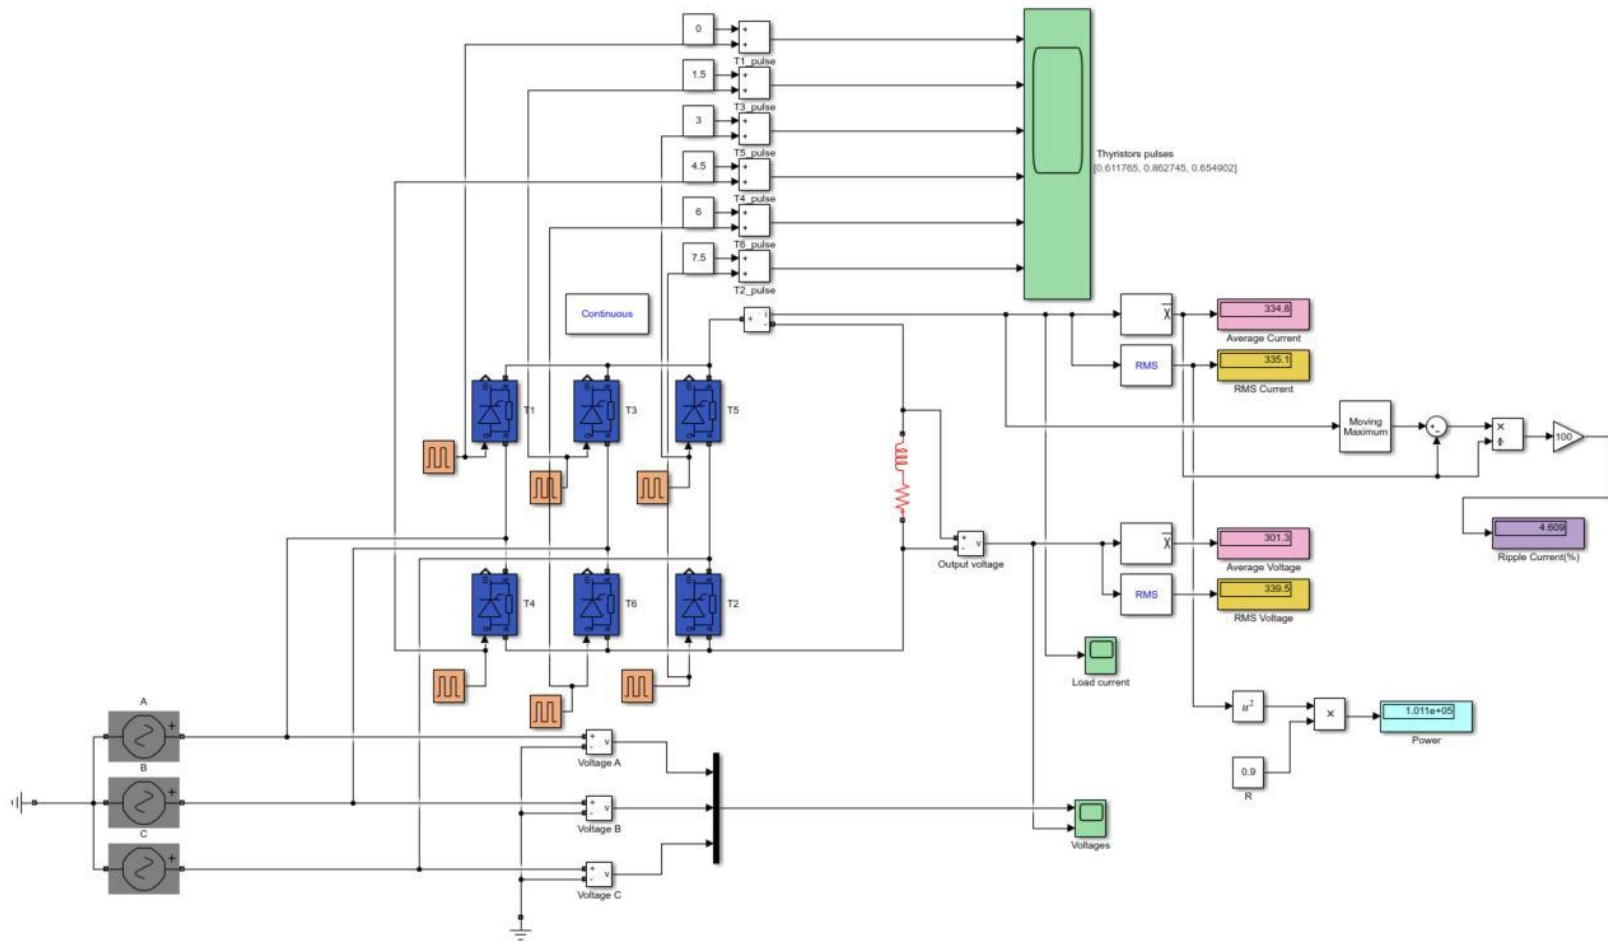 0
T1_pulse
1.5
T3_pulse
3
T5_pulse
4.5
T4_pulse
6
T6_pulse
7.5
T2_pulse
Thyristors pulses
[0.611765, 0.862745, 0.654902]
Continuous
334.8
Average Current
RMS
335.1
RMS Current
T1
T3
T5
Moving
Maximum
100
4.609
Ripple Current(%)
Output voltage
301.3
Average Voltage
RMS
339.5
RMS Voltage
T4
T6
T2
Load current
u²
1.011e+05
Power
0.9
R
A
B
C
Voltage A
Voltage B
Voltage C
Voltages